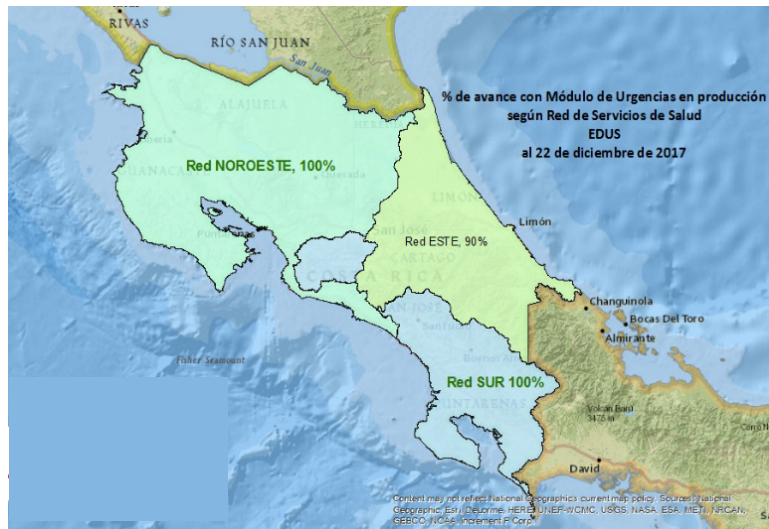 RIVAS
RÍO SAN JUAN
San Juan
% de avance con Módulo de Urgencias en producción
según Red de Servicios de Salud
EDUS
al 22 de diciembre de 2017
ALAJUELA
Red NOROESTE, 100%
Quesada
LIMÓN
Limón
San José
Red ESTE, 90%
CARTAGO
COSTA RICA
Changuinola
Bocas Del Toro
Almirante
Fisher Seamount
Red SUR 100%
PUNTARENAS
Volcán Barú
3475 m
David
Content may not reflect National Geographic's current map policy. Sources: National
Geographic, Esri, DeLorme, HERE, UNEP-WCMC, USGS, NASA, ESA, METI, NRCAN,
GEBCO, NOAA, increment P Corp.